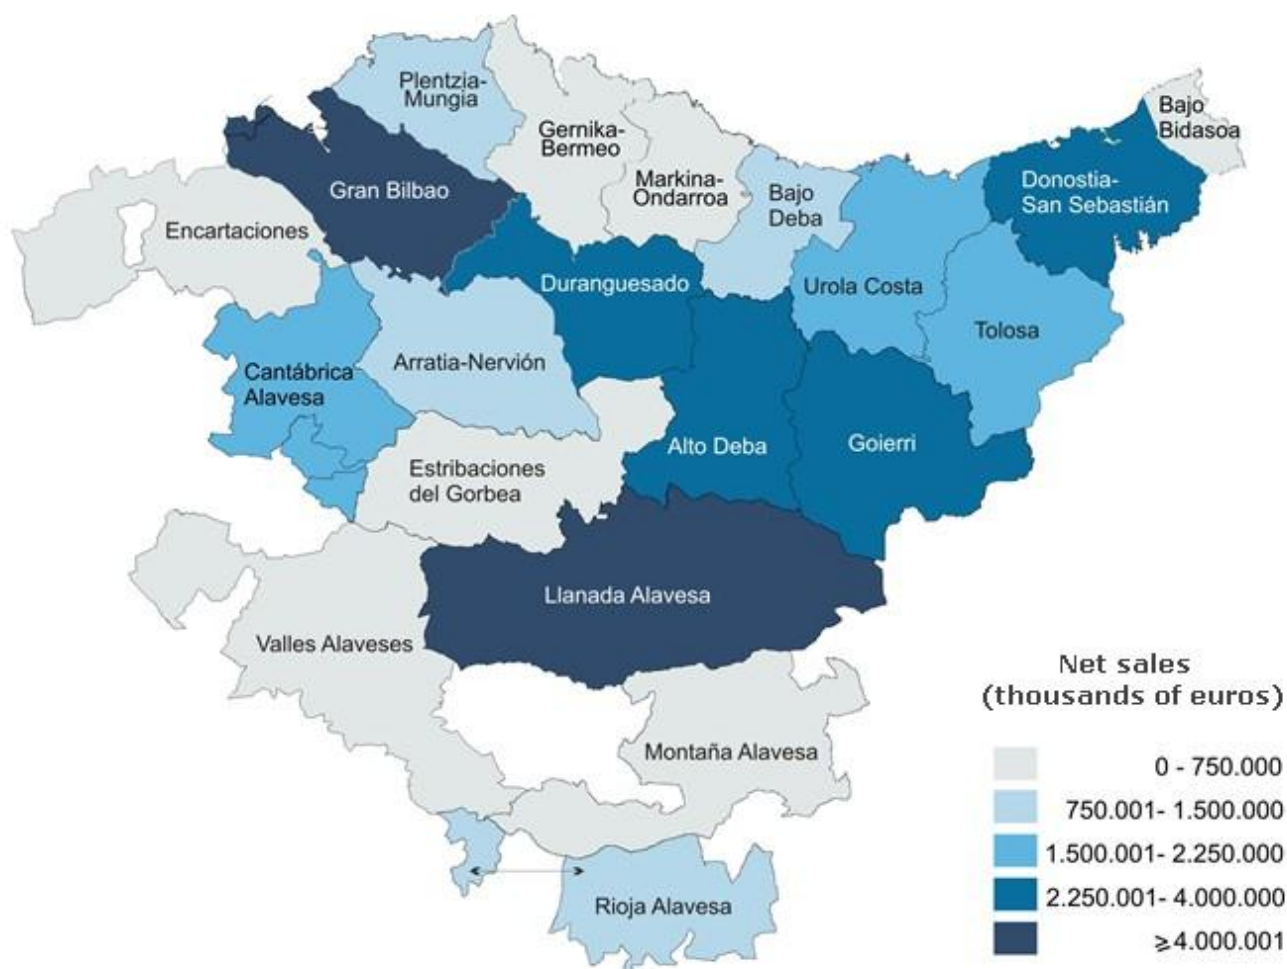 Plentzia-
Mungia
Bajo
Bidasoa
Gernika-
Bermeo
Gran Bilbao
Markina-
Ondarroa
Bajo
Deba
Donostia-
San Sebastián
Encartaciones
Duranguesado
Urola Costa
Tolosa
Arratia-Nervión
Cantábrica
Alavesa
Alto Deba
Goierri
Estribaciones
del Gorbea
Llanada Alavesa
Valles Alaveses
Montaña Alavesa
Rioja Alavesa
Net sales
(thousands of euros)
0 - 750.000
750.001- 1.500.000
1.500.001- 2.250.000
2.250.001- 4.000.000
⩾4.000.001